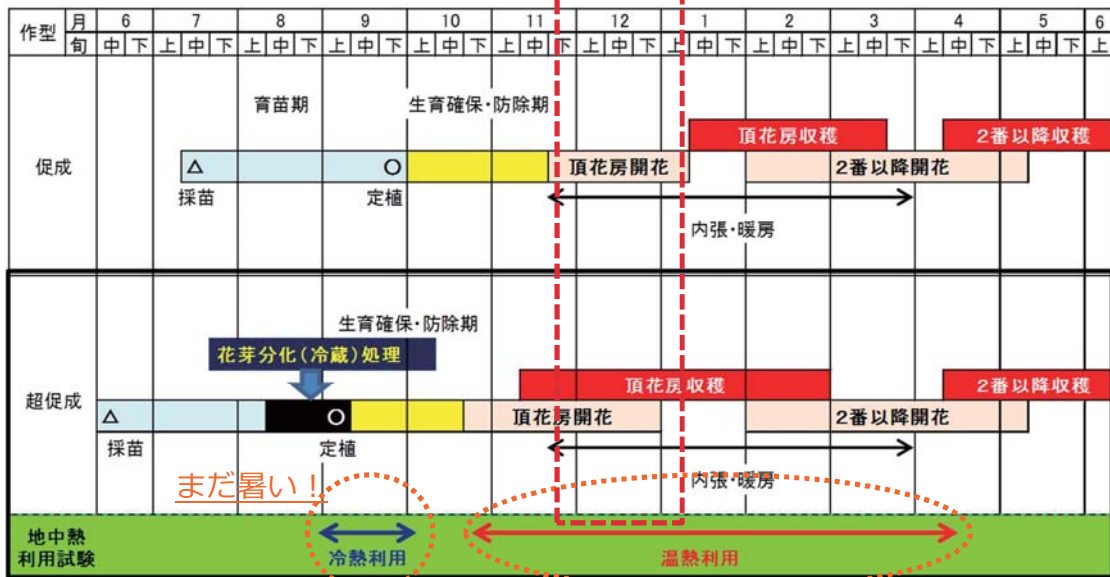 作型 月 6 7 8 9 10 11 12 1 2 3 4 5 6
旬 中 下 上 中 下 上 中 下 上 中 下 上 中 下 上 中 下 上 中 下 上 中 下 上 中 下 上 中 下 上 中 下 上 中 下 上
育苗期 生育確保・防除期
頂花房収穫 2番以降収穫
促成 △ ○ 頂花房開花 2番以降開花
採苗 定植
内張・暖房
生育確保・防除期
花芽分化(冷蔵)処理
頂花房収穫 2番以降収穫
超促成 △ ○ 頂花房開花 2番以降開花
採苗 定植
まだ暑い! 内張・暖房
地中熱
利用試験 冷熱利用 温熱利用